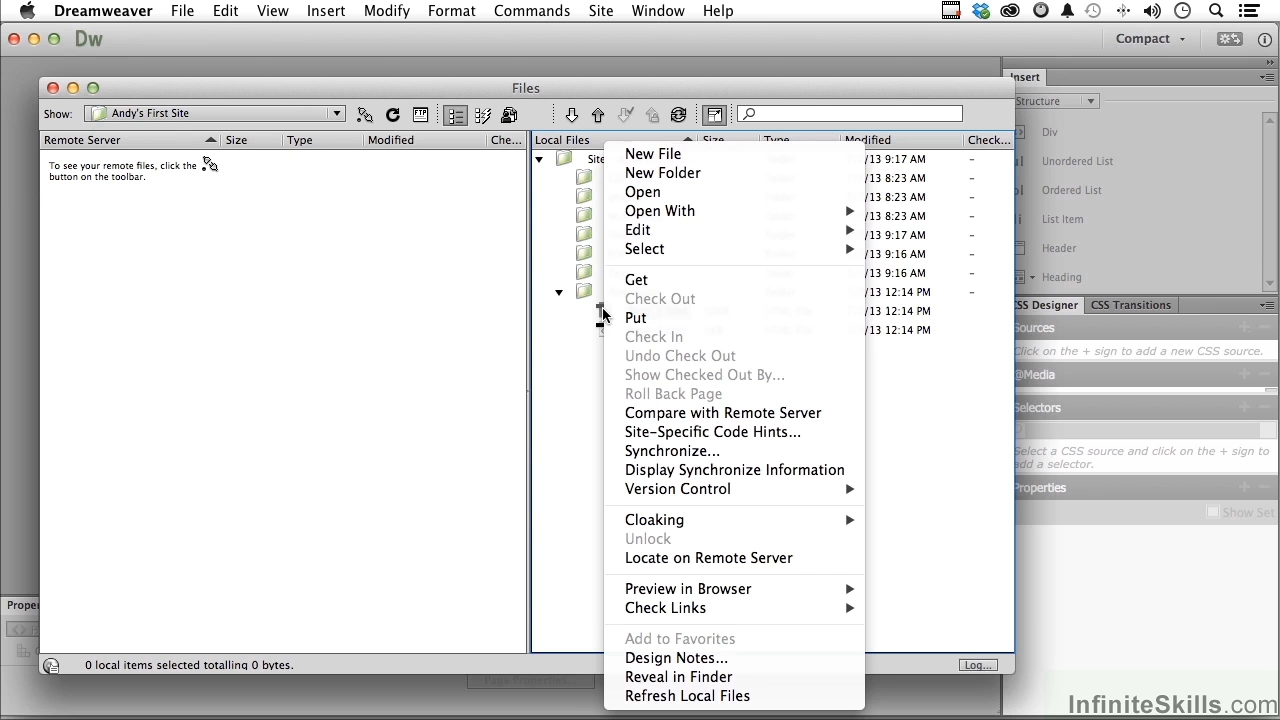 Dreamweaver File Edit View Insert Modify Format Commands Site Window Help
Dw Compact
Files
Show: Andy's First Site
Remote Server Size Type Modified Che...
To see your remote files, click the
button on the toolbar.
Local Files Size Type Modified Check...
Site
/13 9:17 AM -
/13 8:23 AM -
/13 8:23 AM -
/13 8:23 AM -
/13 9:17 AM -
/13 9:16 AM -
/13 9:16 AM -
/13 12:14 PM -
/13 12:14 PM
/13 12:14 PM
New File
New Folder
Open
Open With
Edit
Select
Get
Check Out
Put
Check In
Undo Check Out
Show Checked Out By...
Roll Back Page
Compare with Remote Server
Site-Specific Code Hints...
Synchronize...
Display Synchronize Information
Version Control
Cloaking
Unlock
Locate on Remote Server
Preview in Browser
Check Links
Add to Favorites
Design Notes...
Reveal in Finder
Refresh Local Files
0 local items selected totalling 0 bytes.
Log...
Insert
Structure
Div
Unordered List
Ordered List
List Item
Header
Heading
CSS Designer CSS Transitions
Sources
Click on the + sign to add a new CSS source.
@Media
Selectors
Select a CSS source and click on the + sign to
add a selector.
Properties
Show Set
Proper
Page Properties...
InfiniteSkills.com